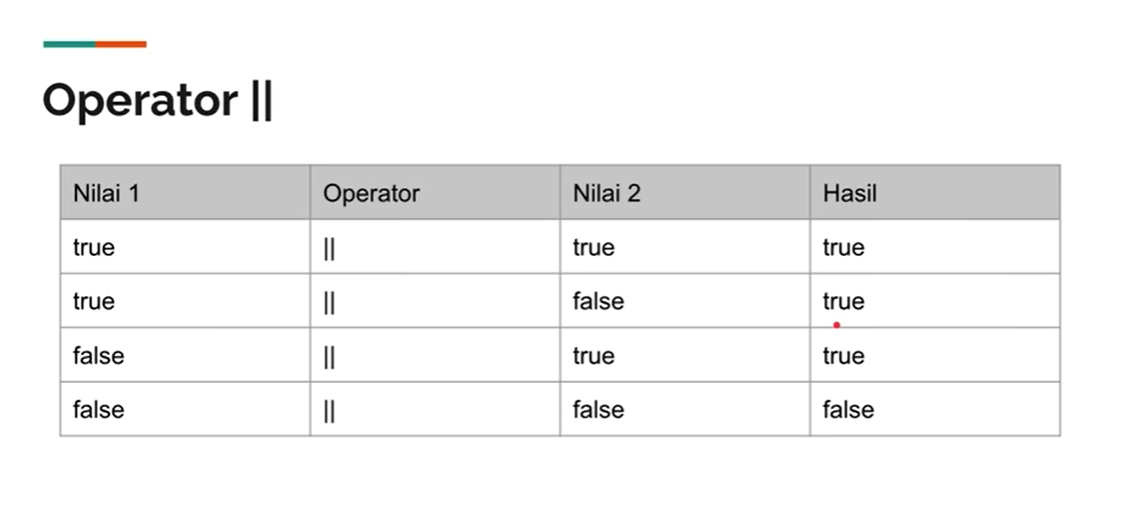 Operator ||
Nilai 1 Operator Nilai 2 Hasil
true || true true
true || false true
false || true true
false || false false